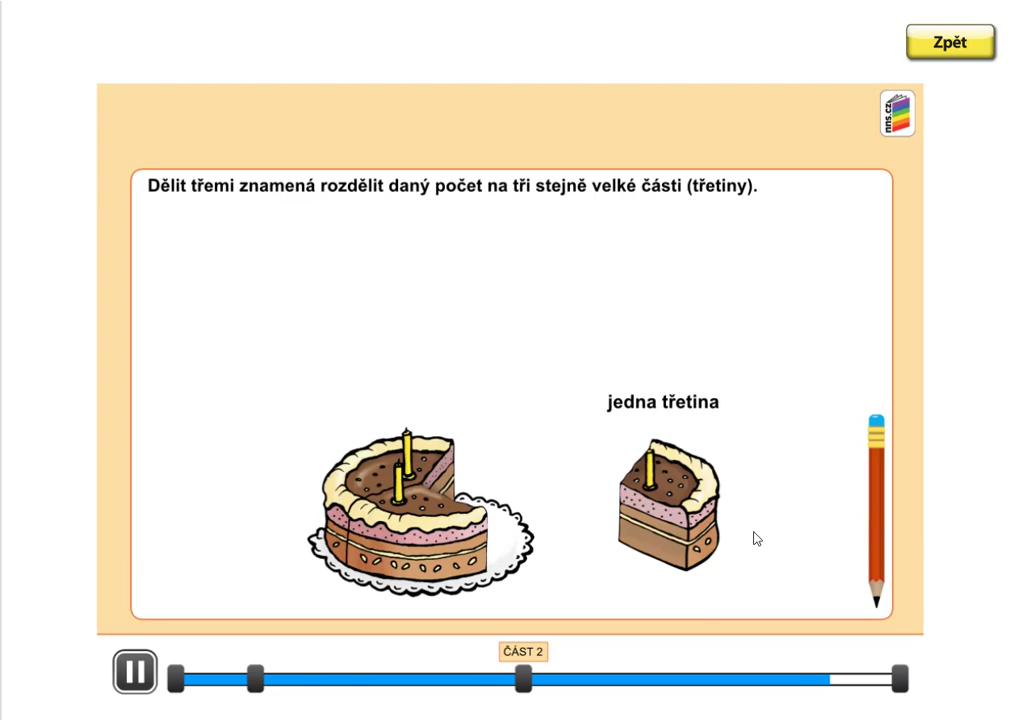 Zpět
nns.cz
Dělit třemi znamená rozdělit daný počet na tři stejně velké části (třetiny).
jedna třetina
ČÁST 2